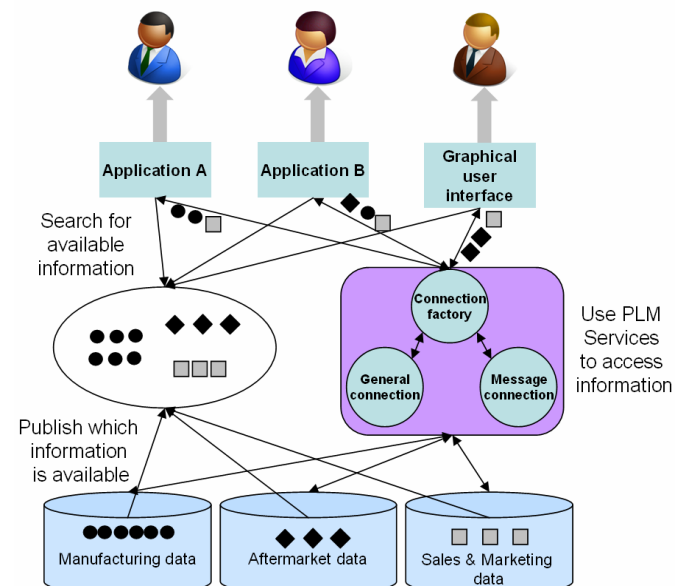 Application A
Application B
Graphical
user
interface
Search for
available
information
Connection
factory
General
connection
Message
connection
Use PLM
Services
to access
information
Publish which
information
is available
Manufacturing data
Aftermarket data
Sales & Marketing
data